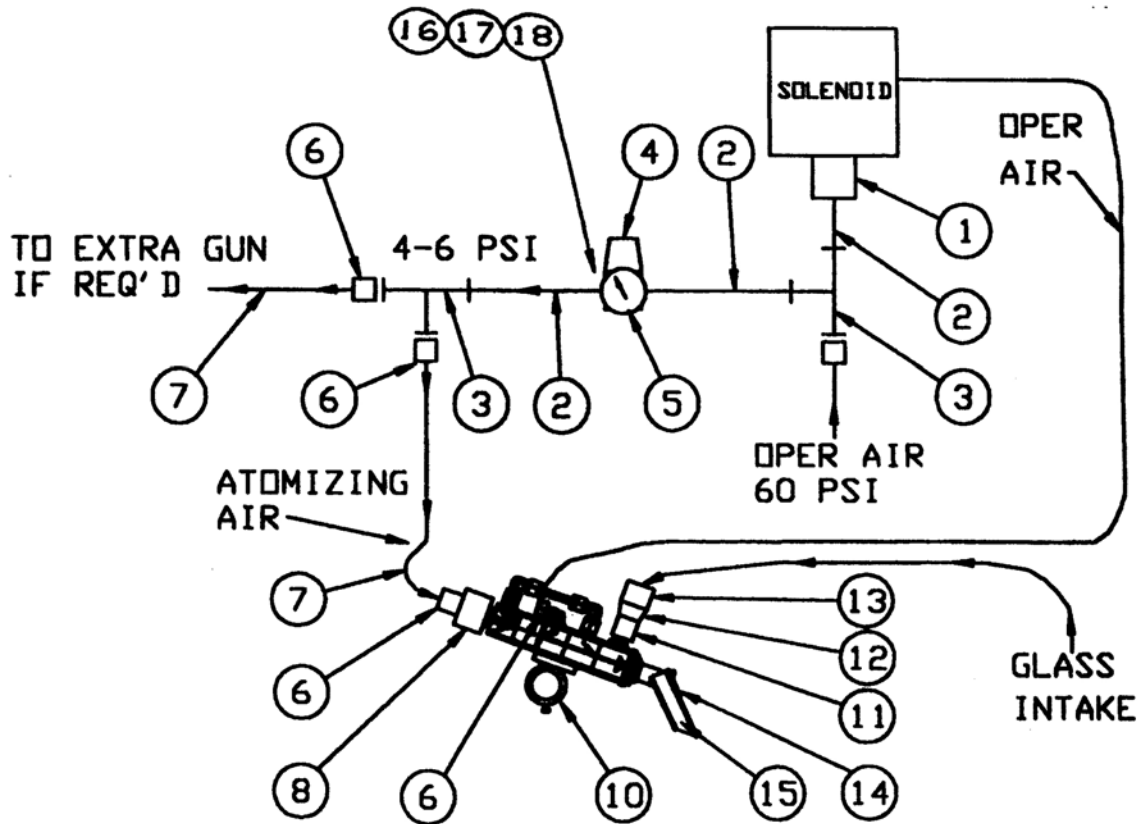 16 17 18
SOLENOID
OPER
AIR
6
4
2
1
TO EXTRA GUN
IF REQ'D
4-6 PSI
2
7
6
3
2
5
3
OPER AIR
60 PSI
ATOMIZING
AIR
7
13
12
GLASS
INTAKE
6
11
8
6
10
15
14